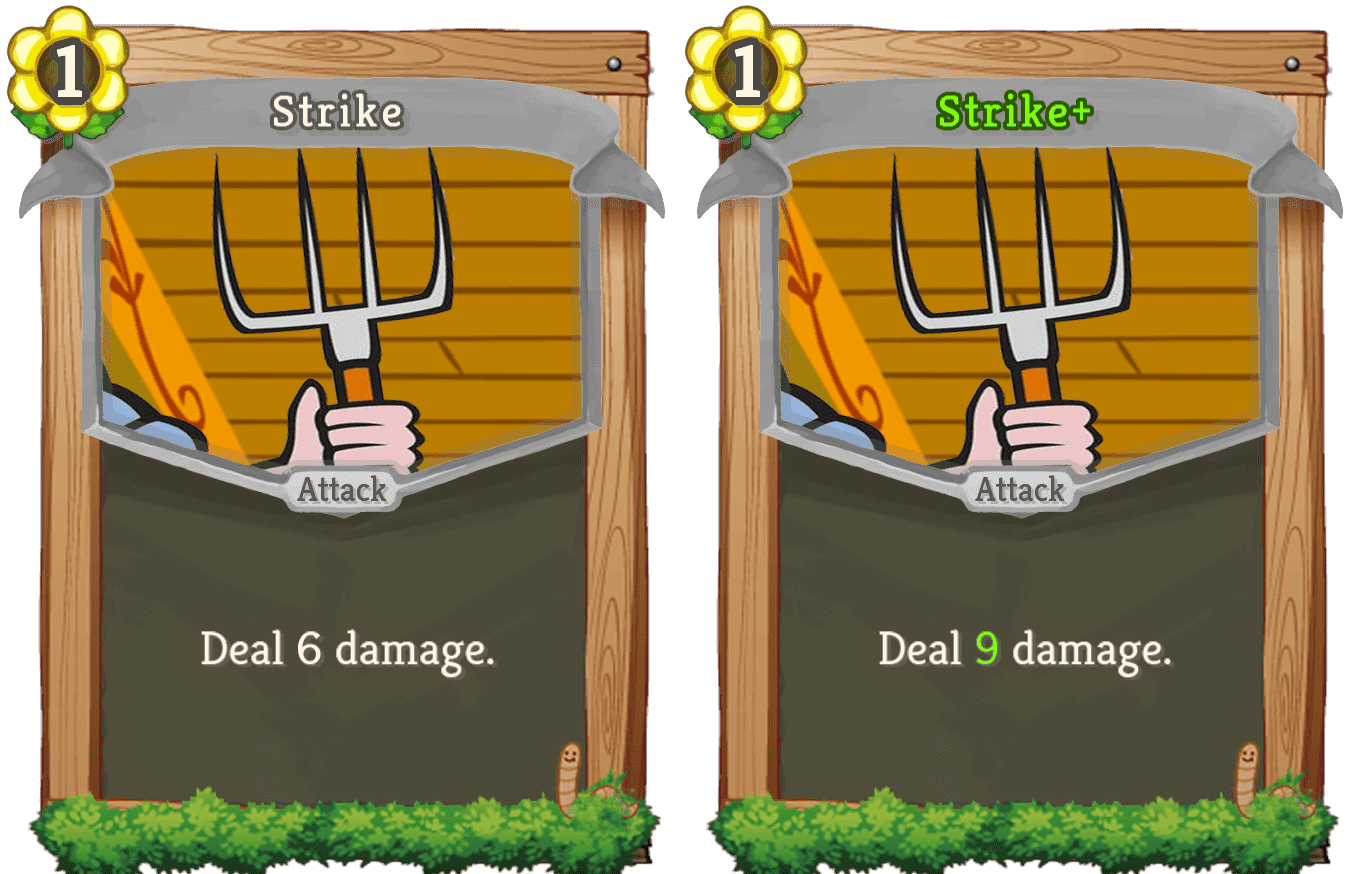 1
Strike
Attack
Deal 6 damage.
1
Strike+
Attack
Deal 9 damage.